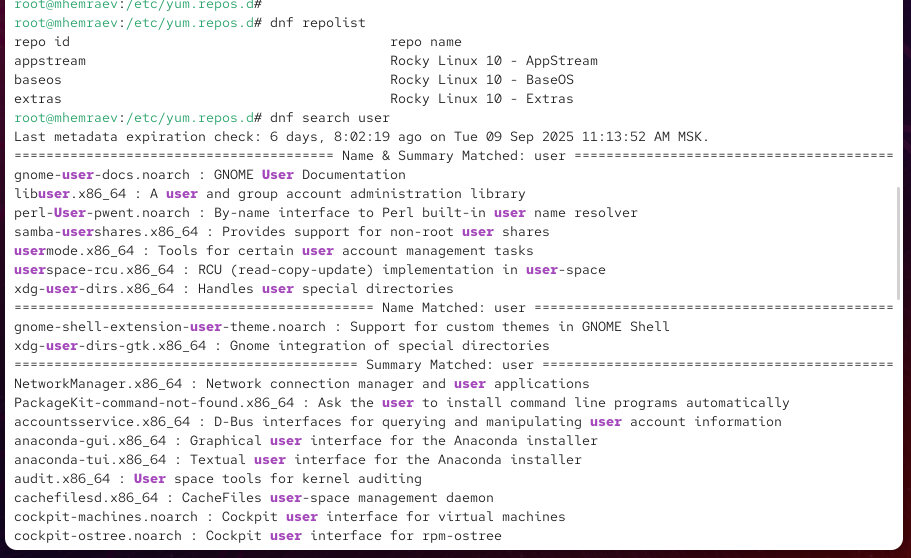 root@mhemraev:/etc/yum.repos.d#
root@mhemraev:/etc/yum.repos.d# dnf repolist
repo id                                        repo name
appstream                                      Rocky Linux 10 - AppStream
baseos                                         Rocky Linux 10 - BaseOS
extras                                         Rocky Linux 10 - Extras
root@mhemraev:/etc/yum.repos.d# dnf search user
Last metadata expiration check: 6 days, 8:02:19 ago on Tue 09 Sep 2025 11:13:52 AM MSK.
======================================== Name & Summary Matched: user ========================================
gnome-user-docs.noarch : GNOME User Documentation
libuser.x86_64 : A user and group account administration library
perl-User-pwent.noarch : By-name interface to Perl built-in user name resolver
samba-usershares.x86_64 : Provides support for non-root user shares
usermode.x86_64 : Tools for certain user account management tasks
userspace-rcu.x86_64 : RCU (read-copy-update) implementation in user-space
xdg-user-dirs.x86_64 : Handles user special directories
============================================= Name Matched: user =============================================
gnome-shell-extension-user-theme.noarch : Support for custom themes in GNOME Shell
xdg-user-dirs-gtk.x86_64 : Gnome integration of special directories
=========================================== Summary Matched: user ============================================
NetworkManager.x86_64 : Network connection manager and user applications
PackageKit-command-not-found.x86_64 : Ask the user to install command line programs automatically
accountsservice.x86_64 : D-Bus interfaces for querying and manipulating user account information
anaconda-gui.x86_64 : Graphical user interface for the Anaconda installer
anaconda-tui.x86_64 : Textual user interface for the Anaconda installer
audit.x86_64 : User space tools for kernel auditing
cachefilesd.x86_64 : CacheFiles user-space management daemon
cockpit-machines.noarch : Cockpit user interface for virtual machines
cockpit-ostree.noarch : Cockpit user interface for rpm-ostree